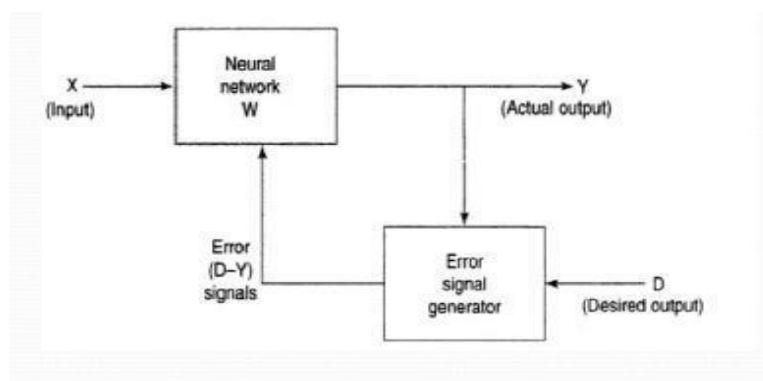 Neural
network
W
X
(Input)
Y
(Actual output)
Error
(D–Y)
signals
Error
signal
generator
D
(Desired output)